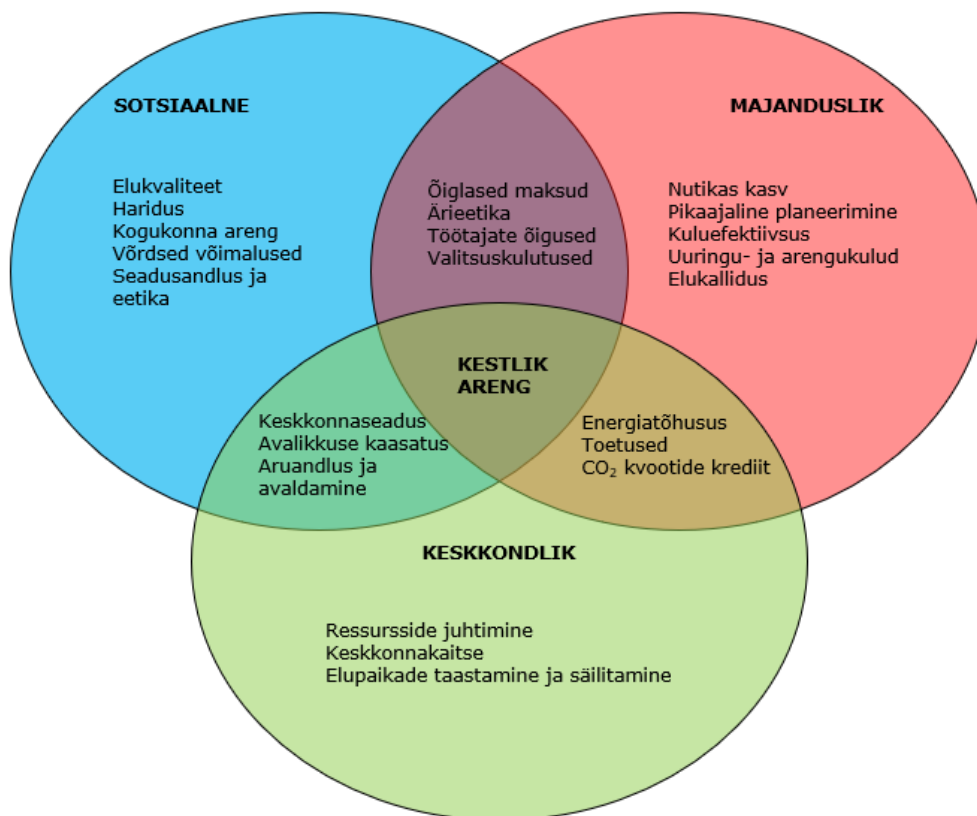 SOTSIAALNE
Elukvaliteet
Haridus
Kogukonna areng
Võrdsed võimalused
Seadusandlus ja
eetika
Õiglased maksud
Ärieetika
Töötajate õigused
Valitsuskulutused
MAJANDUSLIK
Nutikas kasv
Pikaajaline planeerimine
Kuluefektiivsus
Uuringu- ja arengukulud
Elukallidus
KESTLIK
ARENG
Keskkonnaseadus
Avalikkuse kaasatus
Aruandlus ja
avaldamine
Energiatõhusus
Toetused
CO₂ kvootide krediit
KESKKONDLIK
Ressursside juhtimine
Keskkonnakaitse
Elupaikade taastamine ja säilitamine